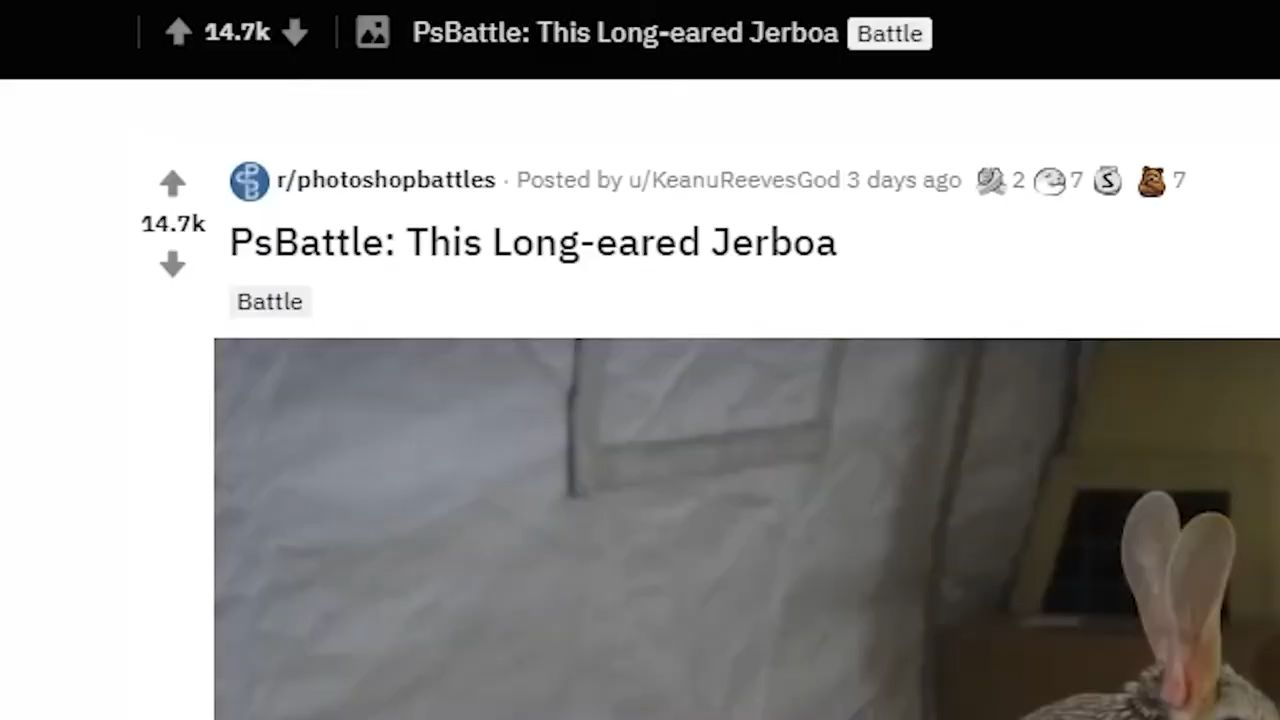 14.7k PsBattle: This Long-eared Jerboa Battle
r/photoshopbattles · Posted by u/KeanuReevesGod 3 days ago 2 7 S 7
14.7k
PsBattle: This Long-eared Jerboa
Battle